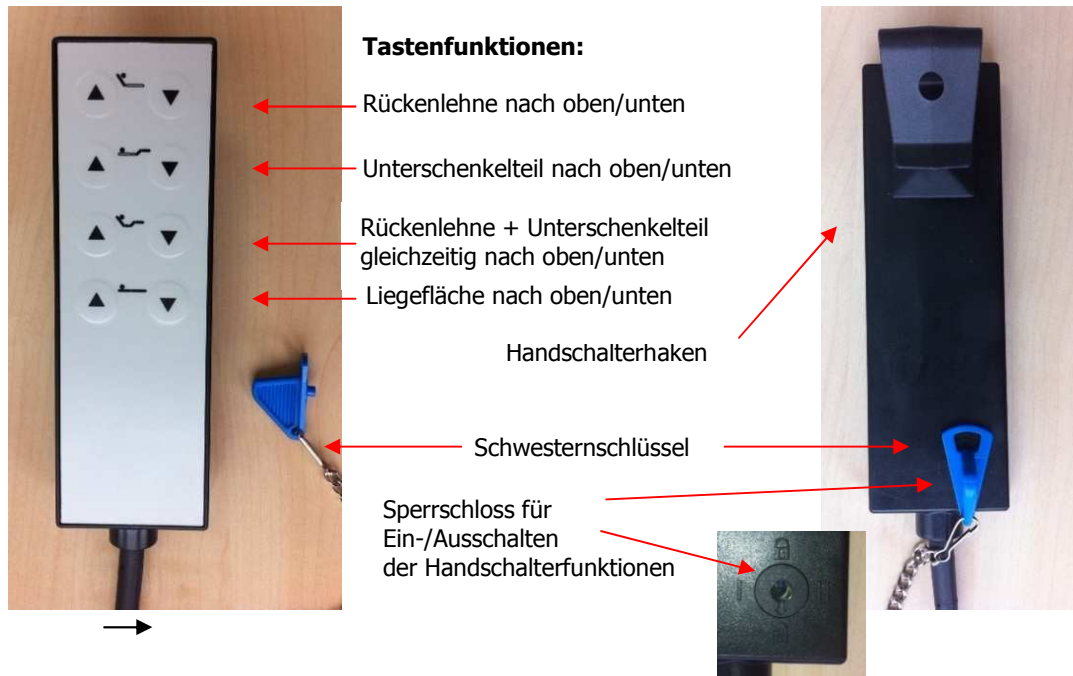 Tastenfunktionen:
Rückenlehne nach oben/unten
Unterschenkelteil nach oben/unten
Rückenlehne + Unterschenkelteil
gleichzeitig nach oben/unten
Liegefläche nach oben/unten
Handschalterhaken
Schwesternschlüssel
Sperrschloss für
Ein-/Ausschalten
der Handschalterfunktionen